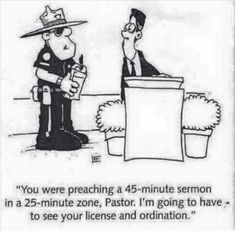 "You were preaching a 45-minute sermon
in a 25-minute zone, Pastor. I'm going to have
to see your license and ordination."